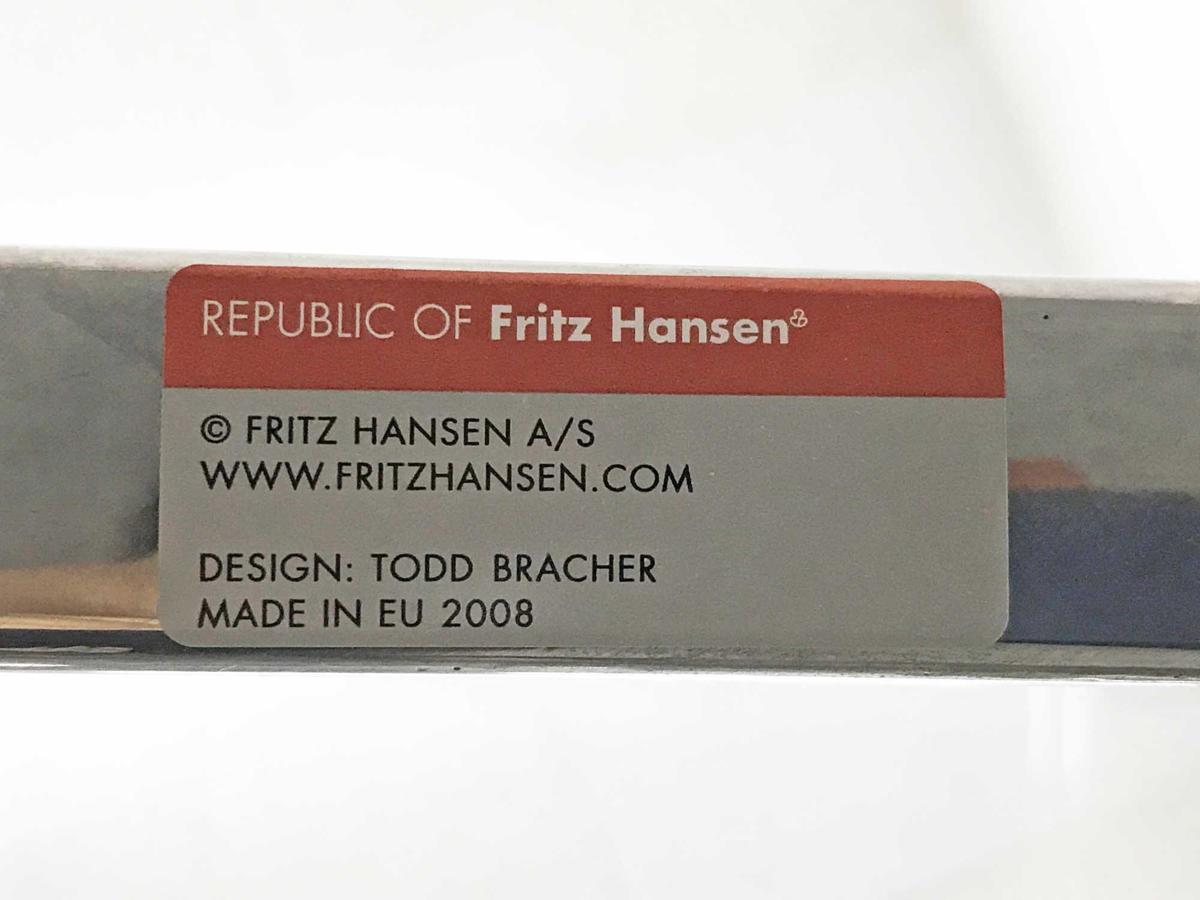 REPUBLIC OF Fritz Hansen
© FRITZ HANSEN A/S
WWW.FRITZHANSEN.COM
DESIGN: TODD BRACHER
MADE IN EU 2008